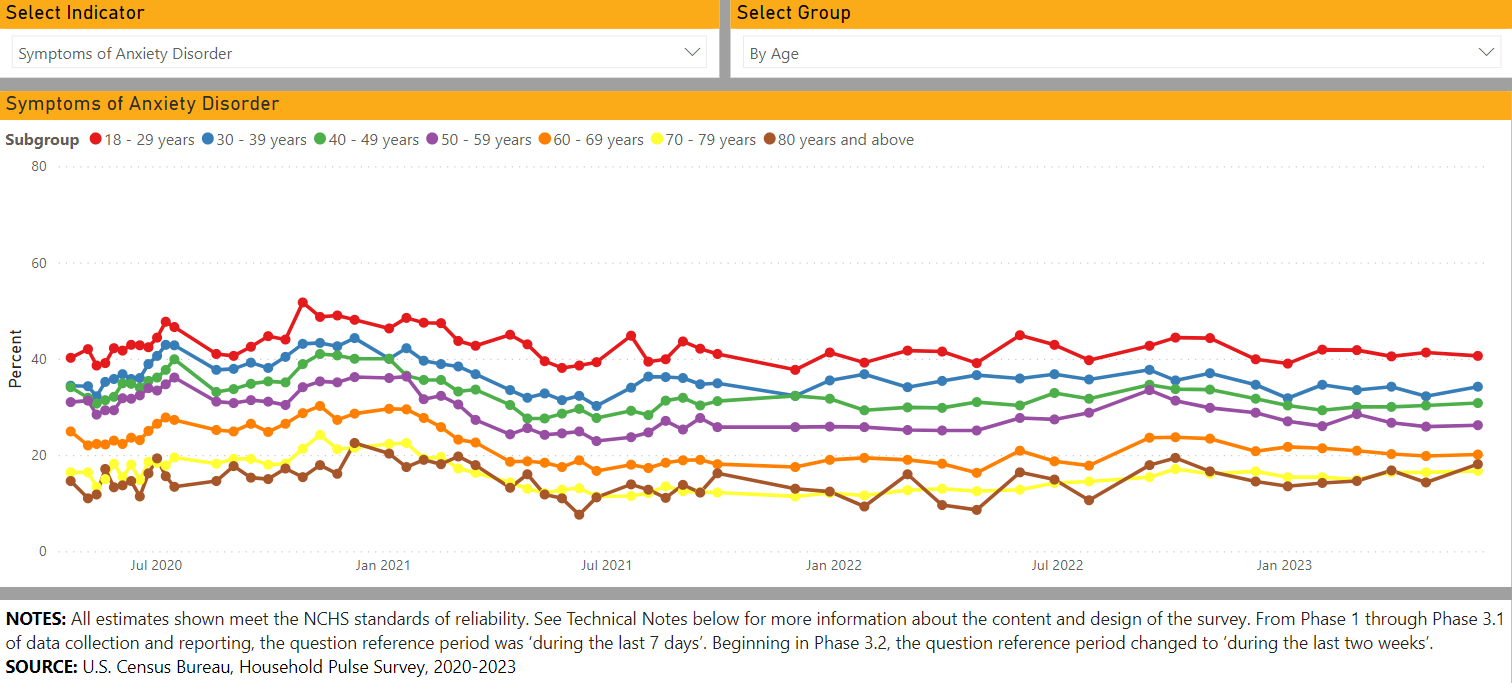 Select Indicator
Select Group
Symptoms of Anxiety Disorder
By Age
Symptoms of Anxiety Disorder
Subgroup 18 - 29 years 30 - 39 years 40 - 49 years 50 - 59 years 60 - 69 years 70 - 79 years 80 years and above
Percent
80
60
40
20
0
Jul 2020 Jan 2021 Jul 2021 Jan 2022 Jul 2022 Jan 2023
NOTES: All estimates shown meet the NCHS standards of reliability. See Technical Notes below for more information about the content and design of the survey. From Phase 1 through Phase 3.1
of data collection and reporting, the question reference period was ‘during the last 7 days’. Beginning in Phase 3.2, the question reference period changed to ‘during the last two weeks’.
SOURCE: U.S. Census Bureau, Household Pulse Survey, 2020-2023